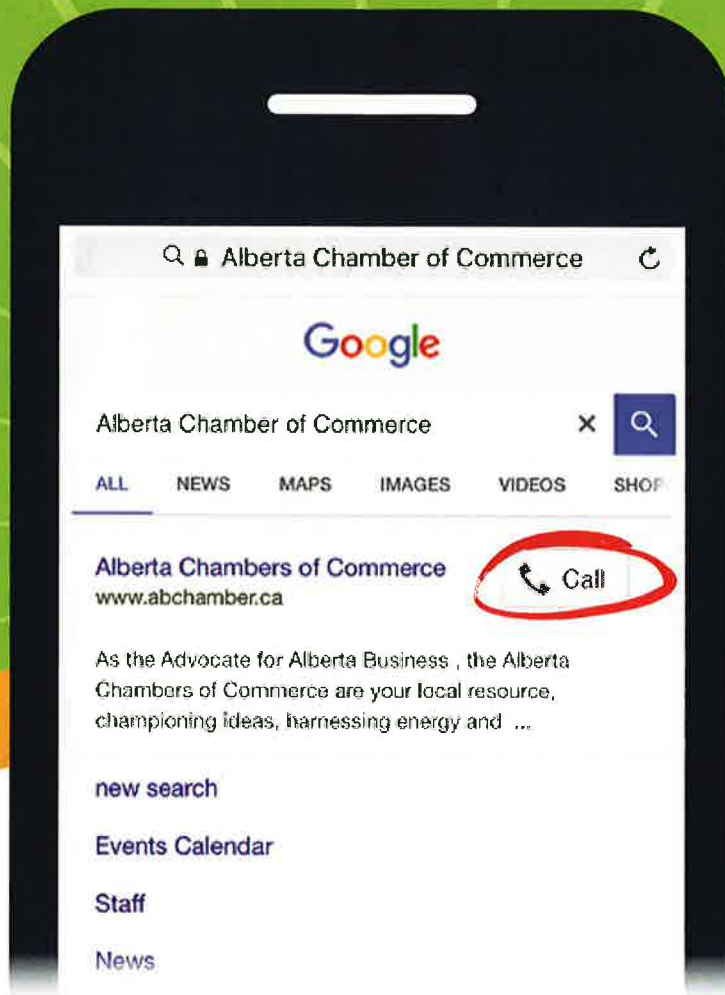 Alberta Chamber of Commerce
Google
Alberta Chamber of Commerce
ALL NEWS MAPS IMAGES VIDEOS SHOP
Alberta Chambers of Commerce
Call
www.abchamber.ca
As the Advocate for Alberta Business , the Alberta
Chambers of Commerce are your local resource,
championing ideas, harnessing energy and ...
new search
Events Calendar
Staff
News